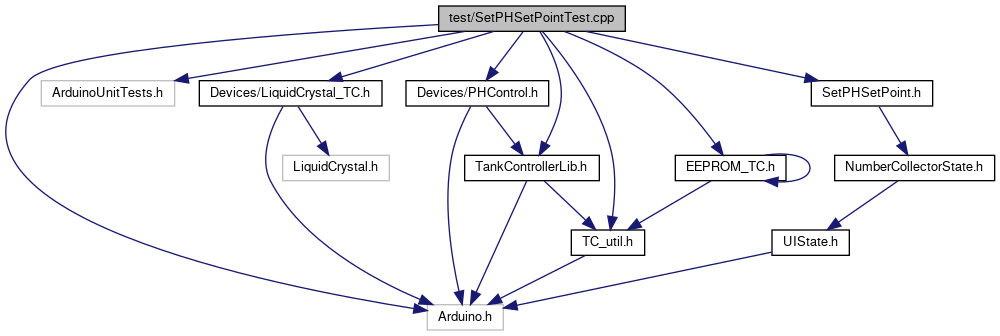 test/SetPHSetPointTest.cpp
ArduinoUnitTests.h
Devices/LiquidCrystal_TC.h
Devices/PHControl.h
SetPHSetPoint.h
LiquidCrystal.h
TankControllerLib.h
EEPROM_TC.h
NumberCollectorState.h
TC_util.h
UIState.h
Arduino.h